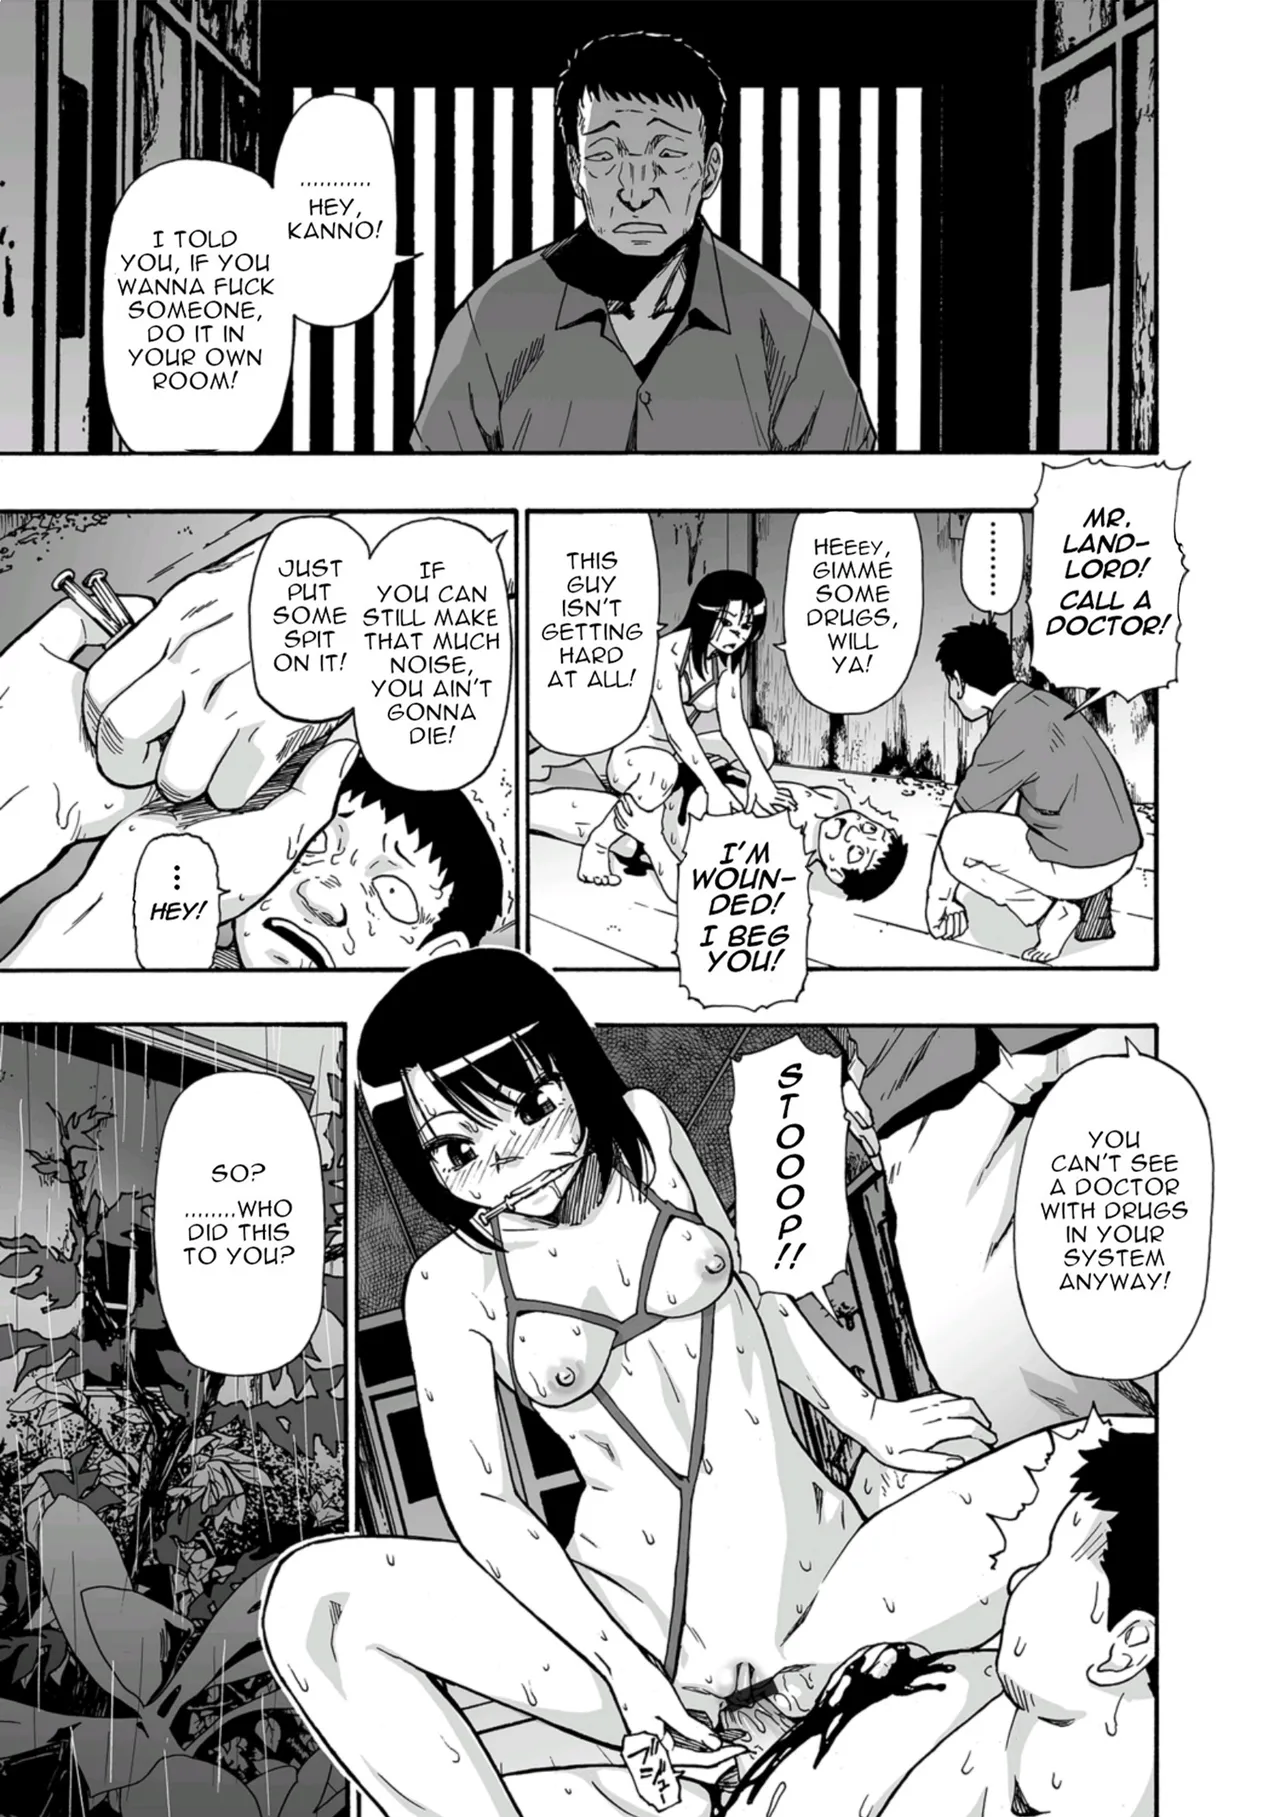 ...........
HEY,
KANNO!
I TOLD
YOU, IF YOU
WANNA FUCK
SOMEONE,
DO IT IN
YOUR OWN
ROOM!
MR.
LAND-
LORD!
CALL A
DOCTOR!
........
HEEEY,
GIMME
SOME
DRUGS,
WILL
YA!
THIS
GUY
ISN'T
GETTING
HARD
AT ALL!
I'M
WOUN-
DED!
I BEG
YOU!
IF
YOU CAN
STILL MAKE
THAT MUCH
NOISE,
YOU AIN'T
GONNA
DIE!
JUST
PUT
SOME
SPIT
ON IT!
...
HEY!
YOU
CAN'T SEE
A DOCTOR
WITH DRUGS
IN YOUR
SYSTEM
ANYWAY!
STOOOP!!
SO?
........WHO
DID THIS
TO YOU?